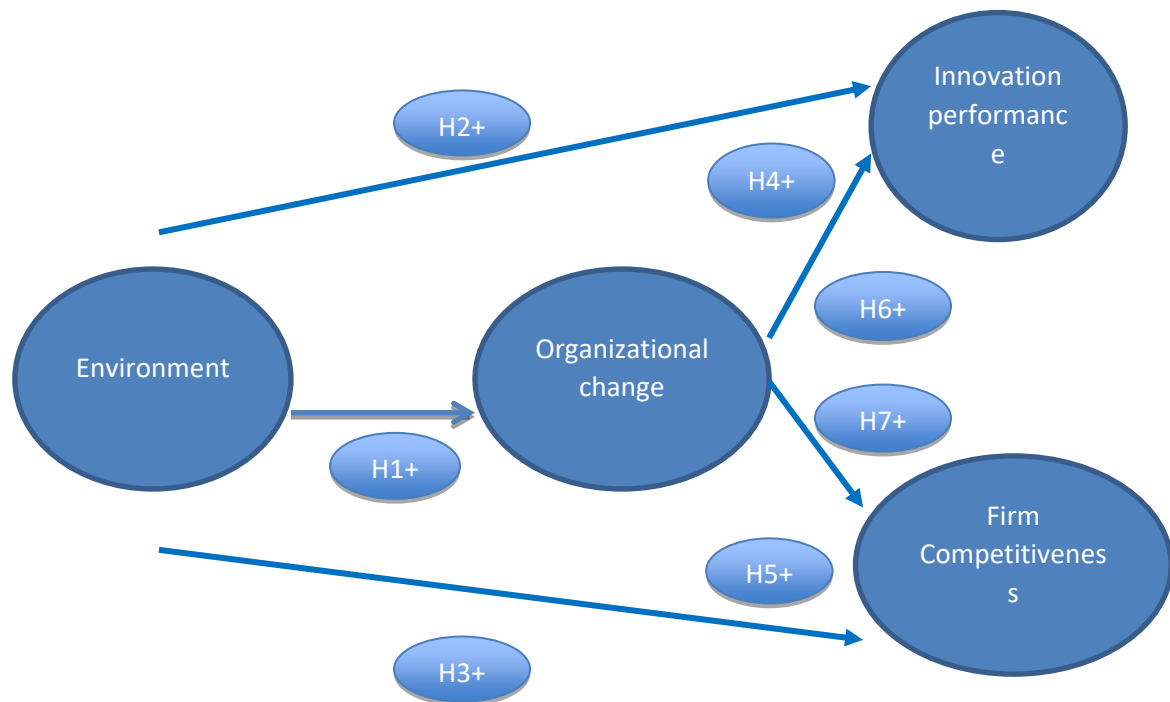 Innovation
performanc
e
H2+
H4+
H6+
Environment
Organizational
change
H7+
H1+
Firm
Competitivenes
s
H5+
H3+